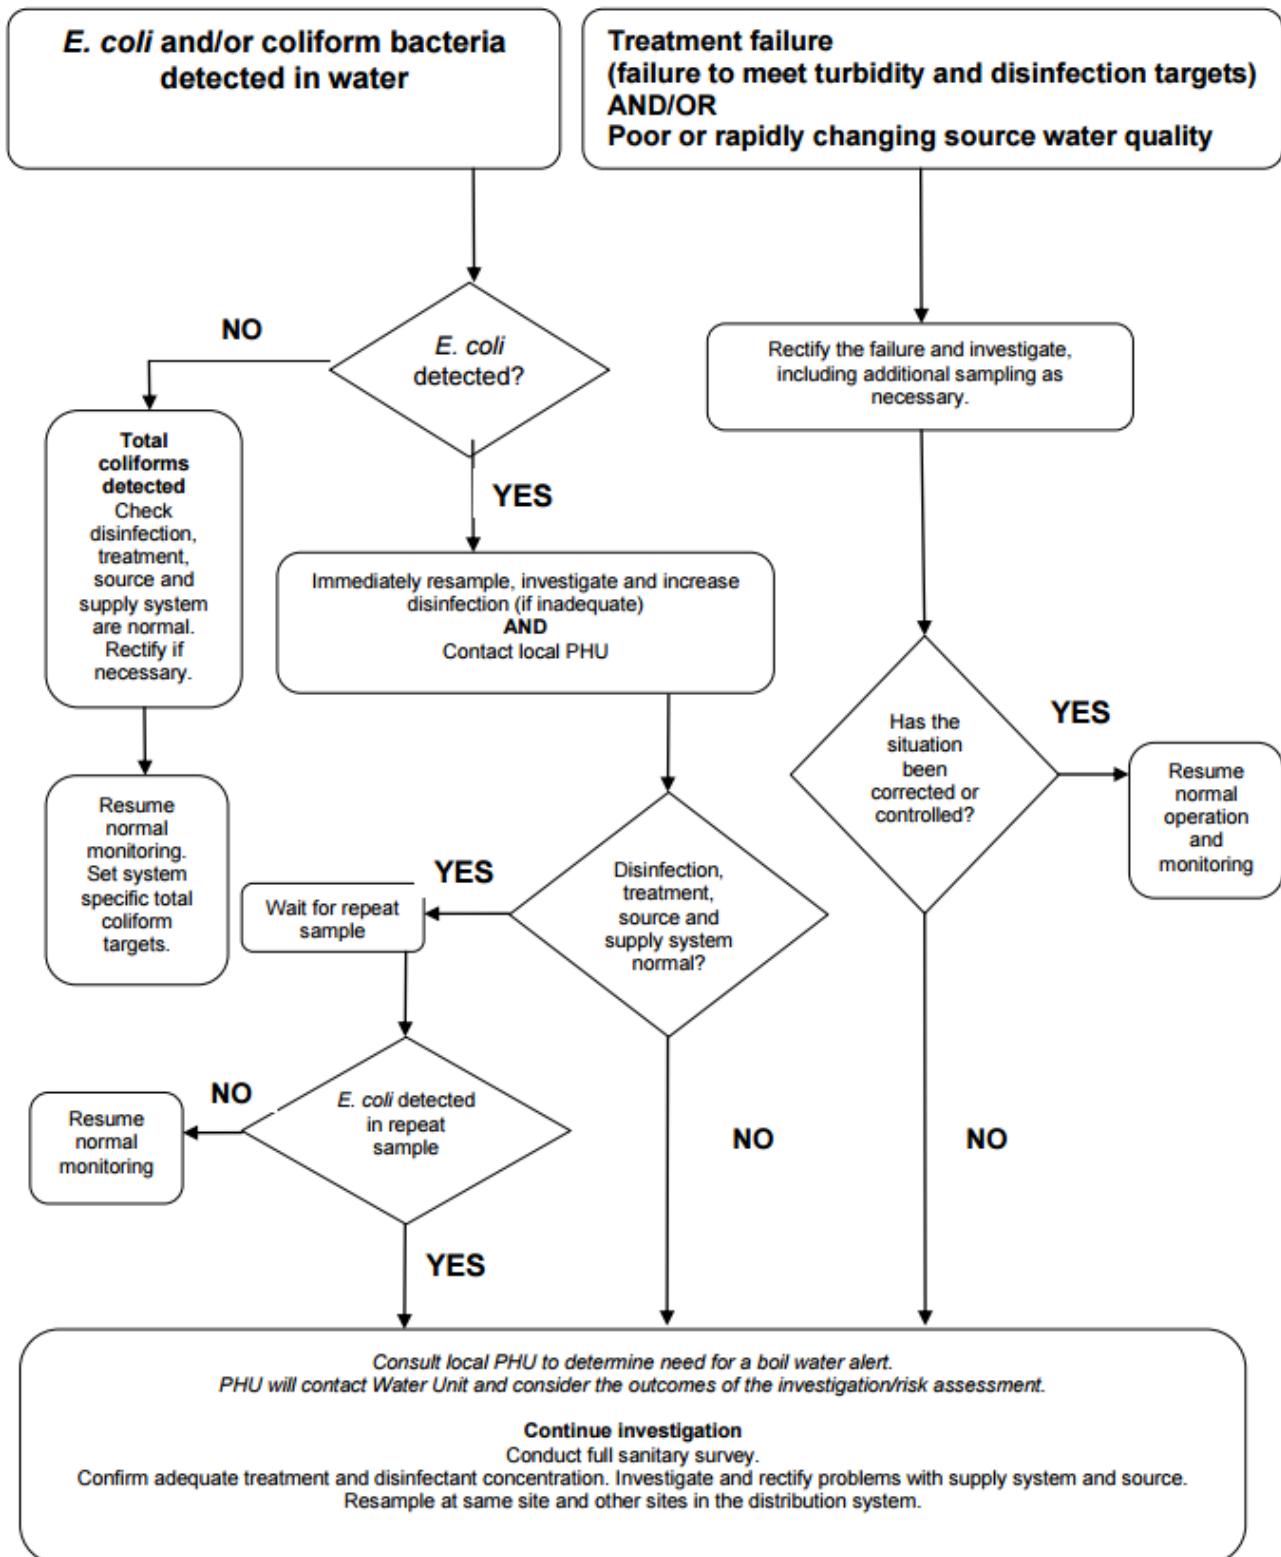 E. coli and/or coliform bacteria
detected in water
Treatment failure
(failure to meet turbidity and disinfection targets)
AND/OR
Poor or rapidly changing source water quality
NO
E. coli
detected?
Rectify the failure and investigate,
including additional sampling as
necessary.
Total
coliforms
detected
Check
disinfection,
treatment,
source and
supply system
are normal.
Rectify if
necessary.
YES
Immediately resample, investigate and increase
disinfection (if inadequate)
AND
Contact local PHU
Has the
situation
been
corrected or
controlled?
YES
Resume
normal
operation
and
monitoring
Resume
normal
monitoring.
Set system
specific total
coliform
targets.
YES
Wait for repeat
sample
Disinfection,
treatment,
source and
supply system
normal?
NO
Resume
normal
monitoring
E. coli detected
in repeat
sample
NO
NO
YES
Consult local PHU to determine need for a boil water alert.
PHU will contact Water Unit and consider the outcomes of the investigation/risk assessment.
Continue investigation
Conduct full sanitary survey.
Confirm adequate treatment and disinfectant concentration. Investigate and rectify problems with supply system and source.
Resample at same site and other sites in the distribution system.